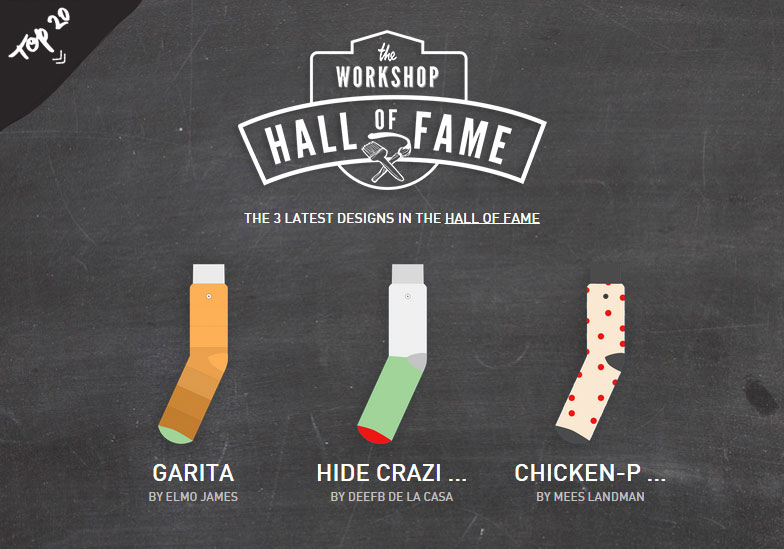 Top 20
the
WORKSHOP
HALL OF FAME
THE 3 LATEST DESIGNS IN THE HALL OF FAME
GARITA
BY ELMO JAMES
HIDE CRAZI ...
BY DEEFB DE LA CASA
CHICKEN-P ...
BY MEES LANDMAN